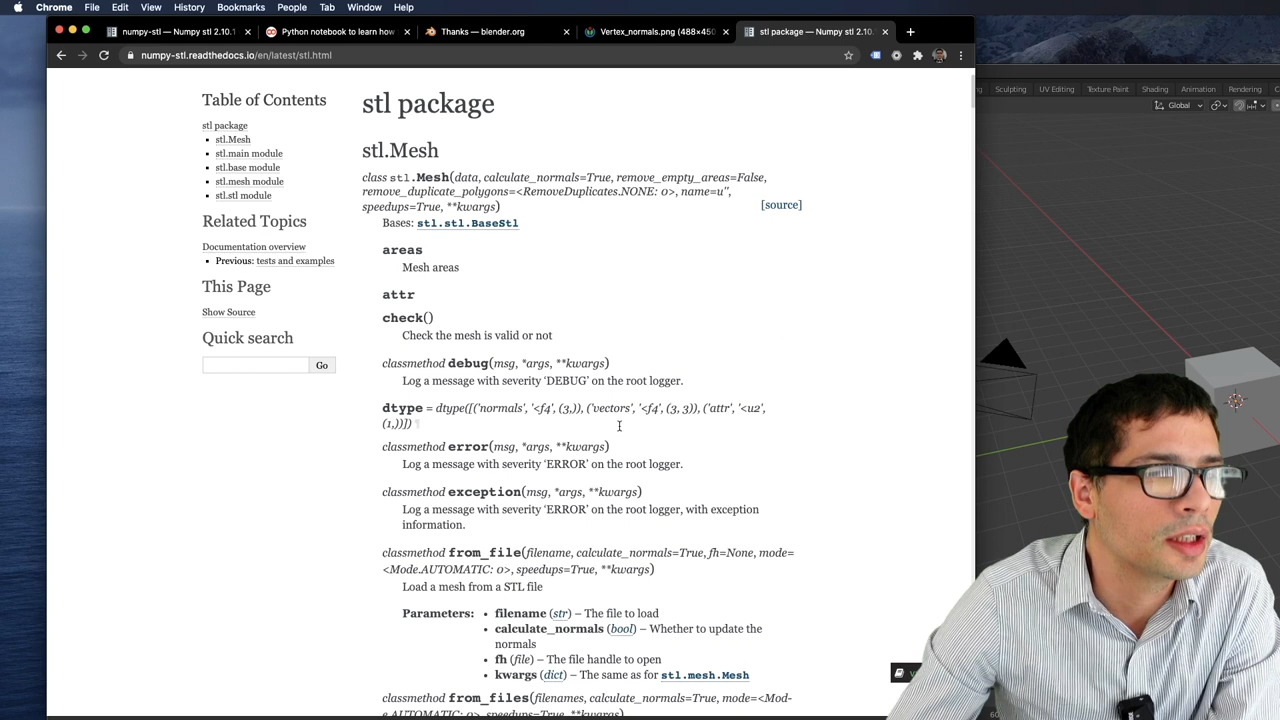 Chrome File Edit View History Bookmarks People Tab Window Help
numpy-stl — Numpy stl 2.10.1
Python notebook to learn how
Thanks — blender.org
Vertex_normals.png (488×450
stl package — Numpy stl 2.10.
numpy-stl.readthedocs.io/en/latest/stl.html
Sculpting UV Editing Texture Paint Shading Animation Rendering
Global
Table of Contents
stl package
stl.Mesh
stl.main module
stl.base module
stl.mesh module
stl.stl module
Related Topics
Documentation overview
Previous: tests and examples
This Page
Show Source
Quick search
Go
stl package
stl.Mesh
class stl.Mesh(data, calculate_normals=True, remove_empty_areas=False,
remove_duplicate_polygons=<RemoveDuplicates.NONE: 0>, name=u'',
speedups=True, **kwargs)
[source]
Bases: stl.stl.BaseStl
areas
Mesh areas
attr
check()
Check the mesh is valid or not
classmethod debug(msg, *args, **kwargs)
Log a message with severity ‘DEBUG’ on the root logger.
dtype = dtype([('normals', '<f4', (3,)), ('vectors', '<f4', (3, 3)), ('attr', '<u2',
(1,))]) ¶
classmethod error(msg, *args, **kwargs)
Log a message with severity ‘ERROR’ on the root logger.
classmethod exception(msg, *args, **kwargs)
Log a message with severity ‘ERROR’ on the root logger, with exception
information.
classmethod from_file(filename, calculate_normals=True, fh=None, mode=
<Mode.AUTOMATIC: 0>, speedups=True, **kwargs)
Load a mesh from a STL file
Parameters:
filename (str) – The file to load
calculate_normals (bool) – Whether to update the
normals
fh (file) – The file handle to open
kwargs (dict) – The same as for stl.mesh.Mesh
classmethod from_files(filenames, calculate_normals=True, mode=<Mod-
e.AUTOMATIC: 0>, speedups=True, **kwargs)